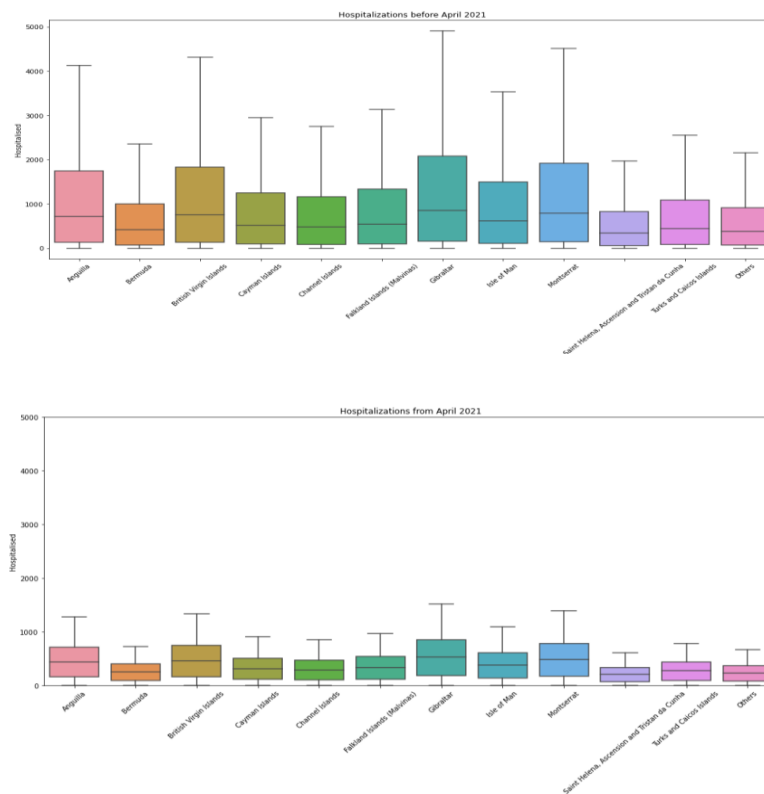 Hospitalizations before April 2021
5000
4000
3000
2000
1000
0
Hospitalised
Anguilla
Bermuda
British Virgin Islands
Cayman Islands
Channel Islands
Falkland Islands (Malvinas)
Gibraltar
Isle of Man
Montserrat
Saint Helena, Ascension and Tristan da Cunha
Turks and Caicos Islands
Others
Hospitalizations from April 2021
5000
4000
3000
2000
1000
0
Hospitalised
Anguilla
Bermuda
British Virgin Islands
Cayman Islands
Channel Islands
Falkland Islands (Malvinas)
Gibraltar
Isle of Man
Montserrat
Saint Helena, Ascension and Tristan da Cunha
Turks and Caicos Islands
Others